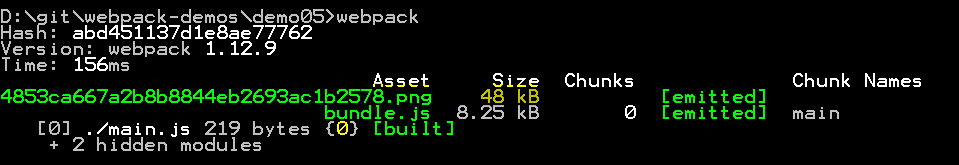 D:\git\webpack-demos\demo05>webpack
Hash: abd451137d1e8ae77762
Version: webpack 1.12.9
Time: 156ms
Asset Size Chunks Chunk Names
4853ca667a2b8b8844eb2693ac1b2578.png 48 kB [emitted]
bundle.js 8.25 kB 0 [emitted] main
[0] ./main.js 219 bytes {0} [built]
+ 2 hidden modules